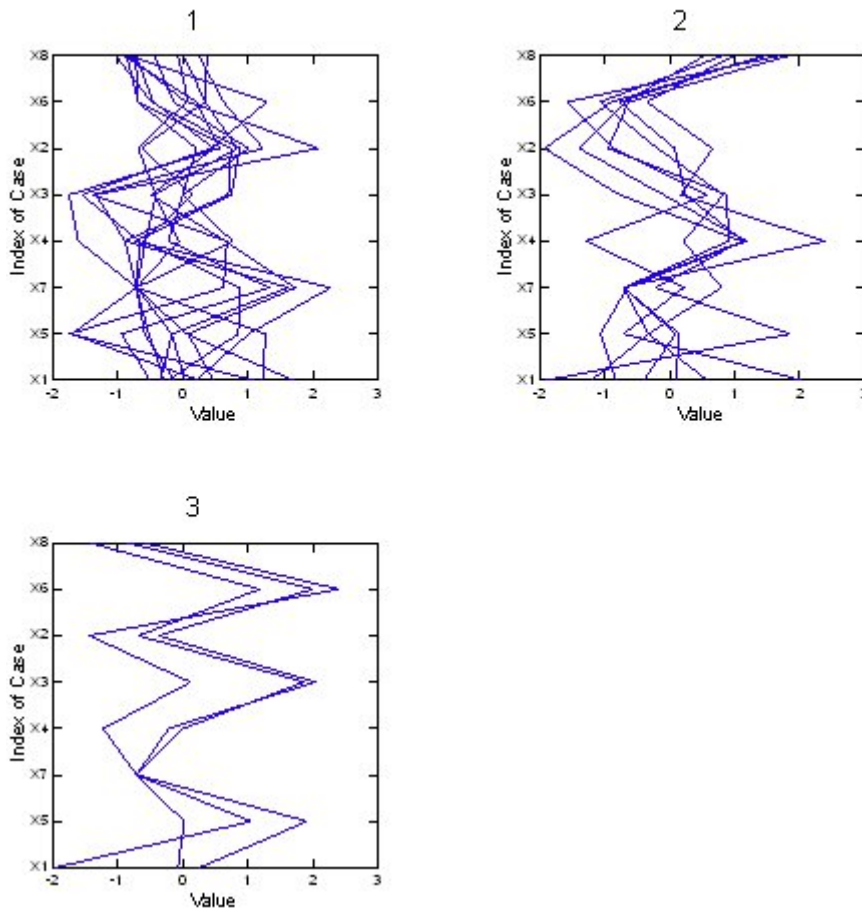 1
X8
X6
X2
X3
X4
X7
X5
X1
Index of Case
-2 -1 0 1 2 3
Value
2
X8
X6
X2
X3
X4
X7
X5
X1
Index of Case
-2 -1 0 1 2 3
Value
3
X8
X6
X2
X3
X4
X7
X5
X1
Index of Case
-2 -1 0 1 2 3
Value